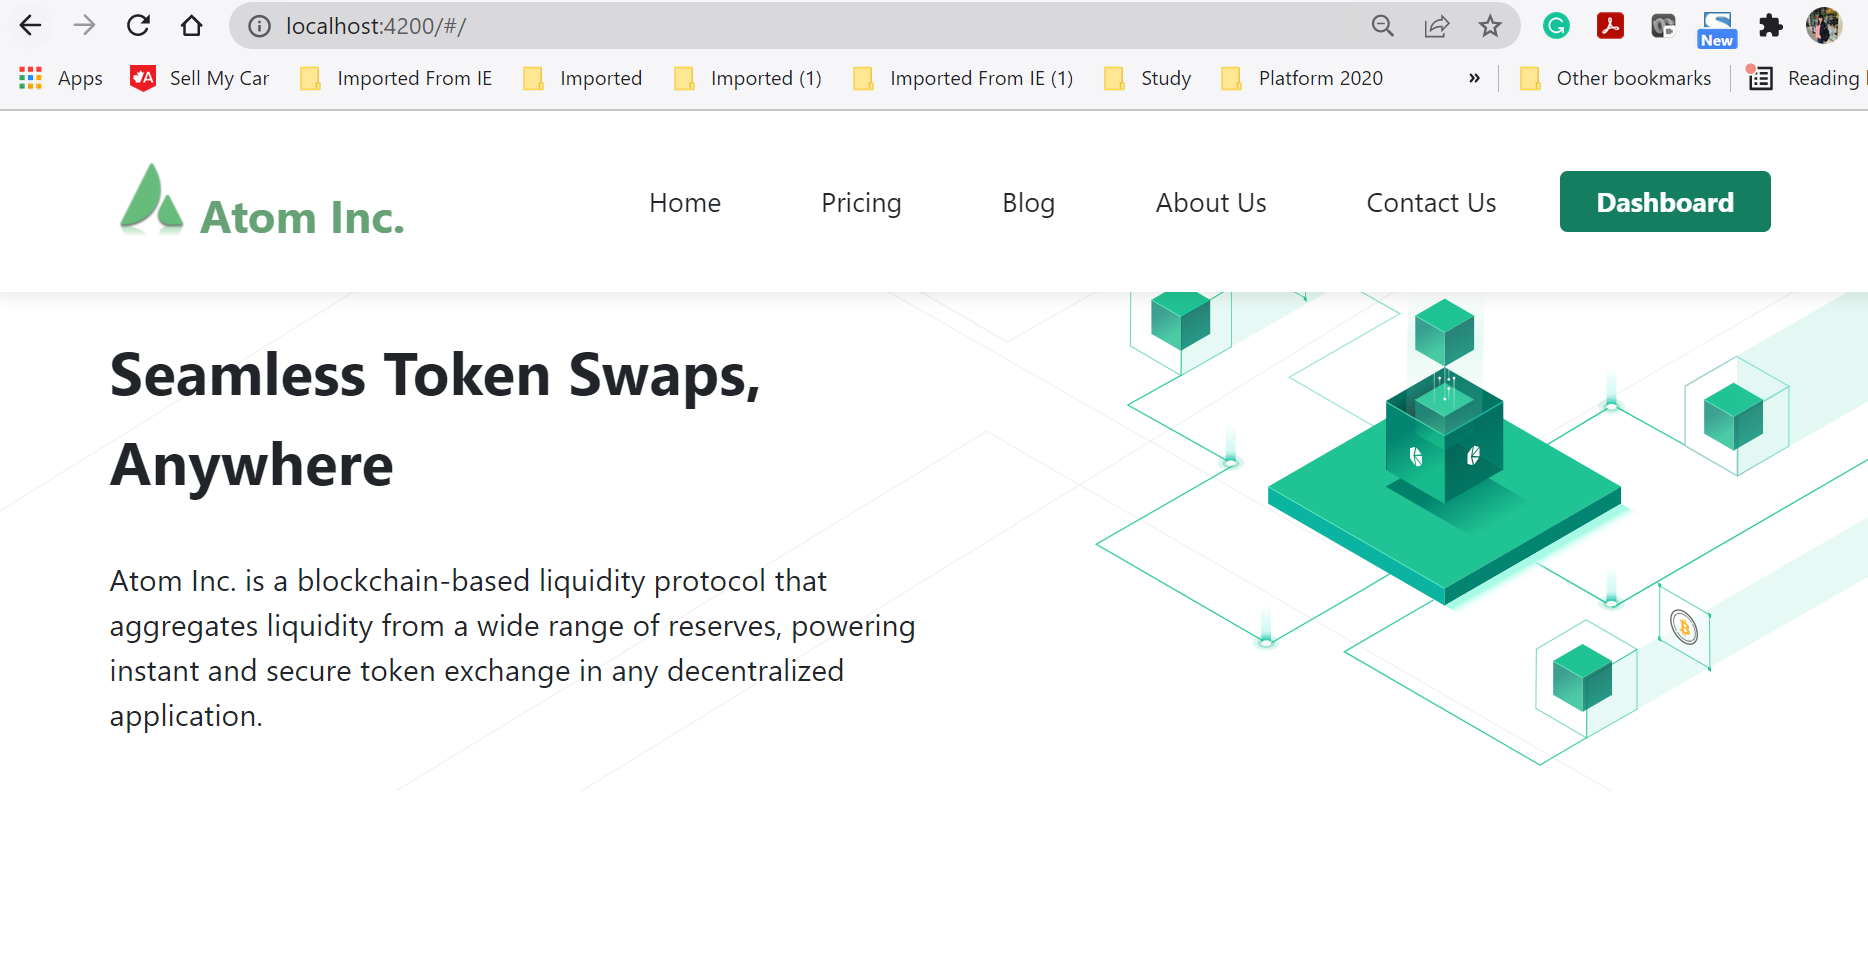 localhost:4200/#/
New
Apps Sell My Car Imported From IE Imported Imported (1) Imported From IE (1) Study Platform 2020 » Other bookmarks Reading
Atom Inc. Home Pricing Blog About Us Contact Us Dashboard
Seamless Token Swaps,
Anywhere
Atom Inc. is a blockchain-based liquidity protocol that
aggregates liquidity from a wide range of reserves, powering
instant and secure token exchange in any decentralized
application.